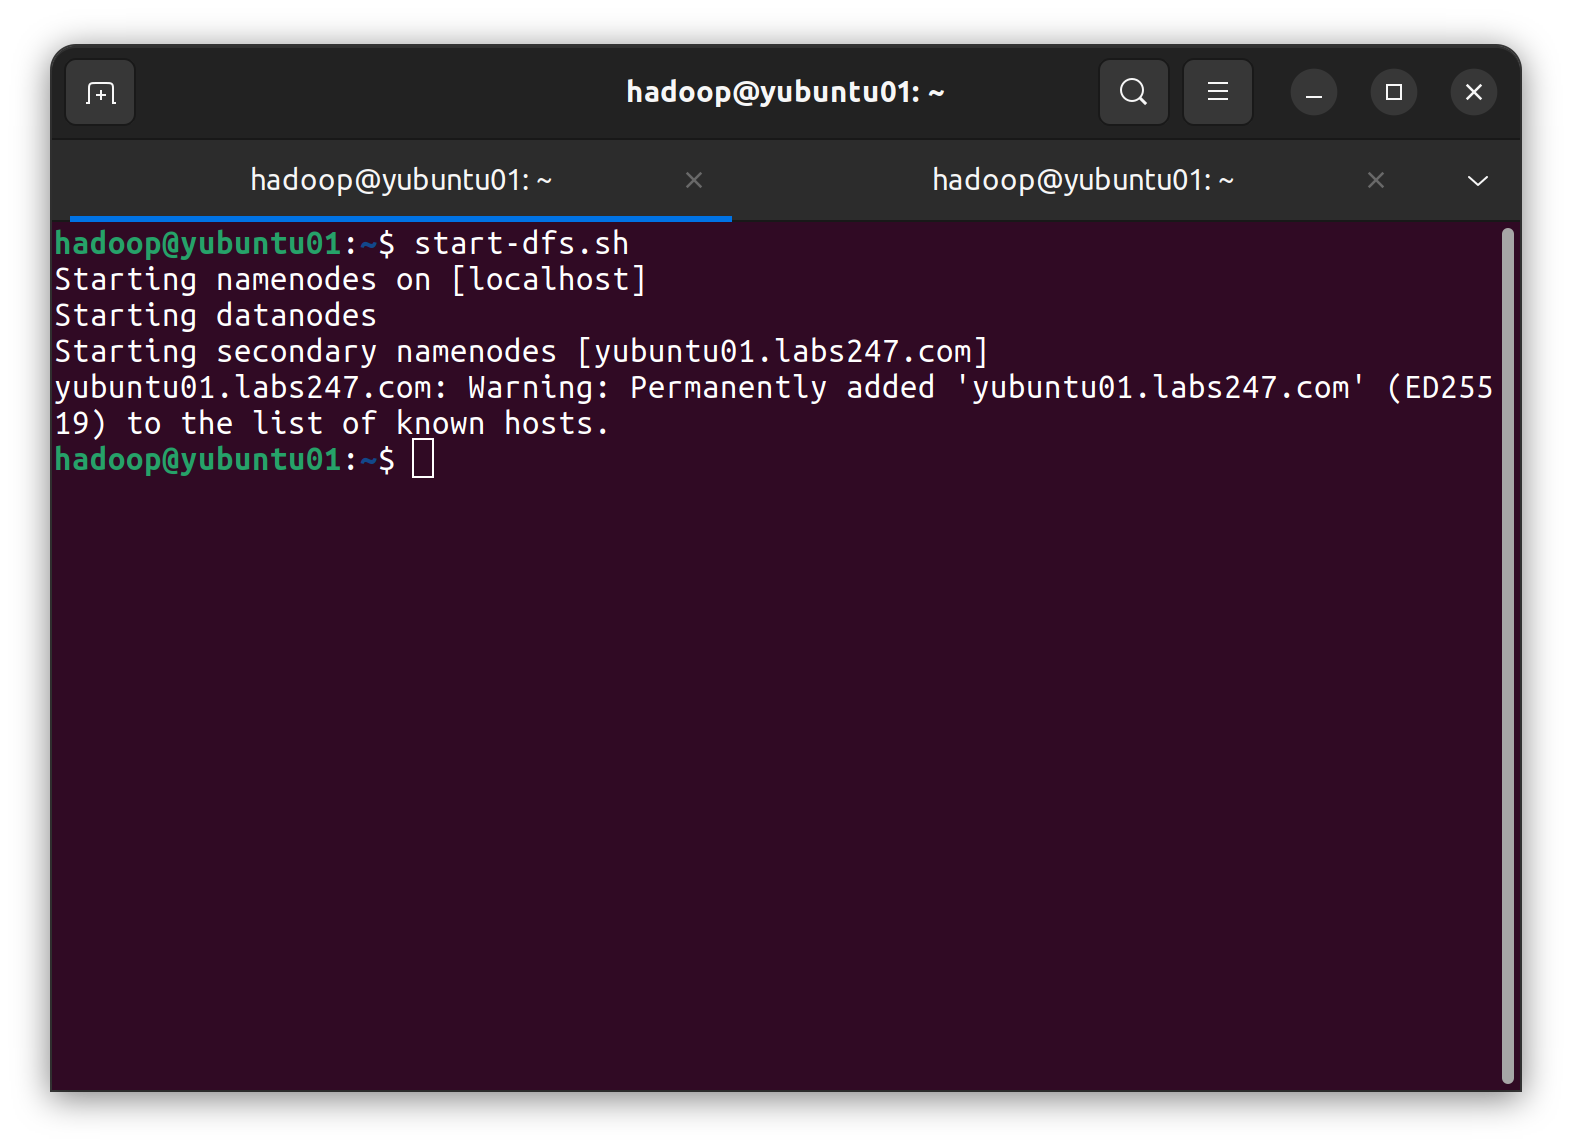 hadoop@yubuntu01: ~
hadoop@yubuntu01: ~
hadoop@yubuntu01: ~
hadoop@yubuntu01:~$ start-dfs.sh
Starting namenodes on [localhost]
Starting datanodes
Starting secondary namenodes [yubuntu01.labs247.com]
yubuntu01.labs247.com: Warning: Permanently added 'yubuntu01.labs247.com' (ED255
19) to the list of known hosts.
hadoop@yubuntu01:~$